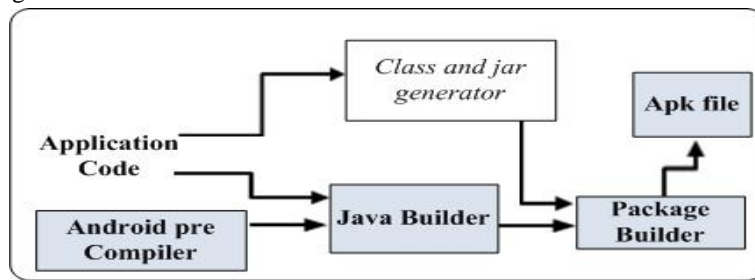 Class and jar
generator
Apk file
Application
Code
Java Builder
Package
Builder
Android pre
Compiler